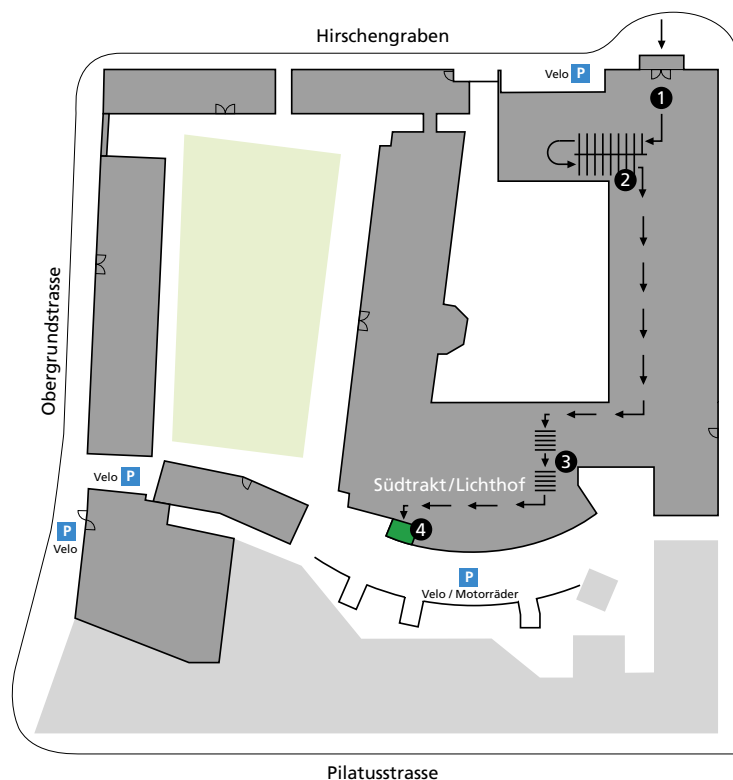 Hirschengraben
Velo P
1
2
Obergrundstrasse
3
Velo P
Südtrakt/Lichthof
P
Velo
4
P
Velo / Motorräder
Pilatusstrasse